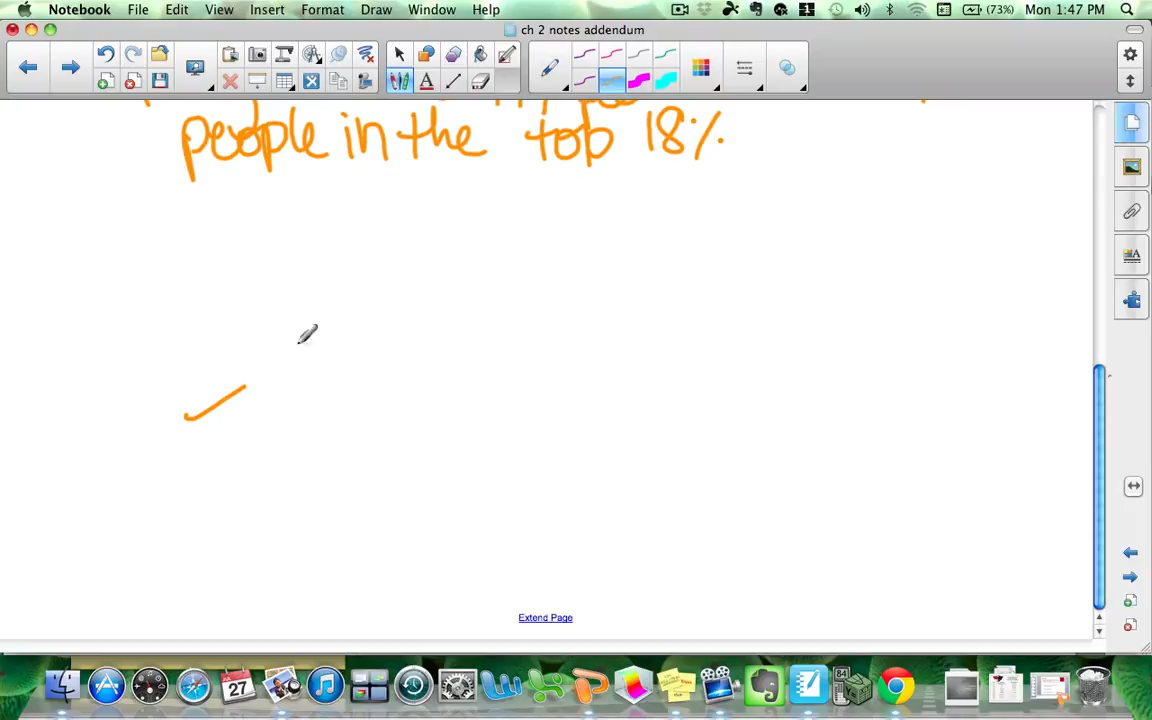 Notebook File Edit View Insert Format Draw Window Help (73%) Mon 1:47 PM
ch 2 notes addendum
people in the top 18%
Extend Page
27